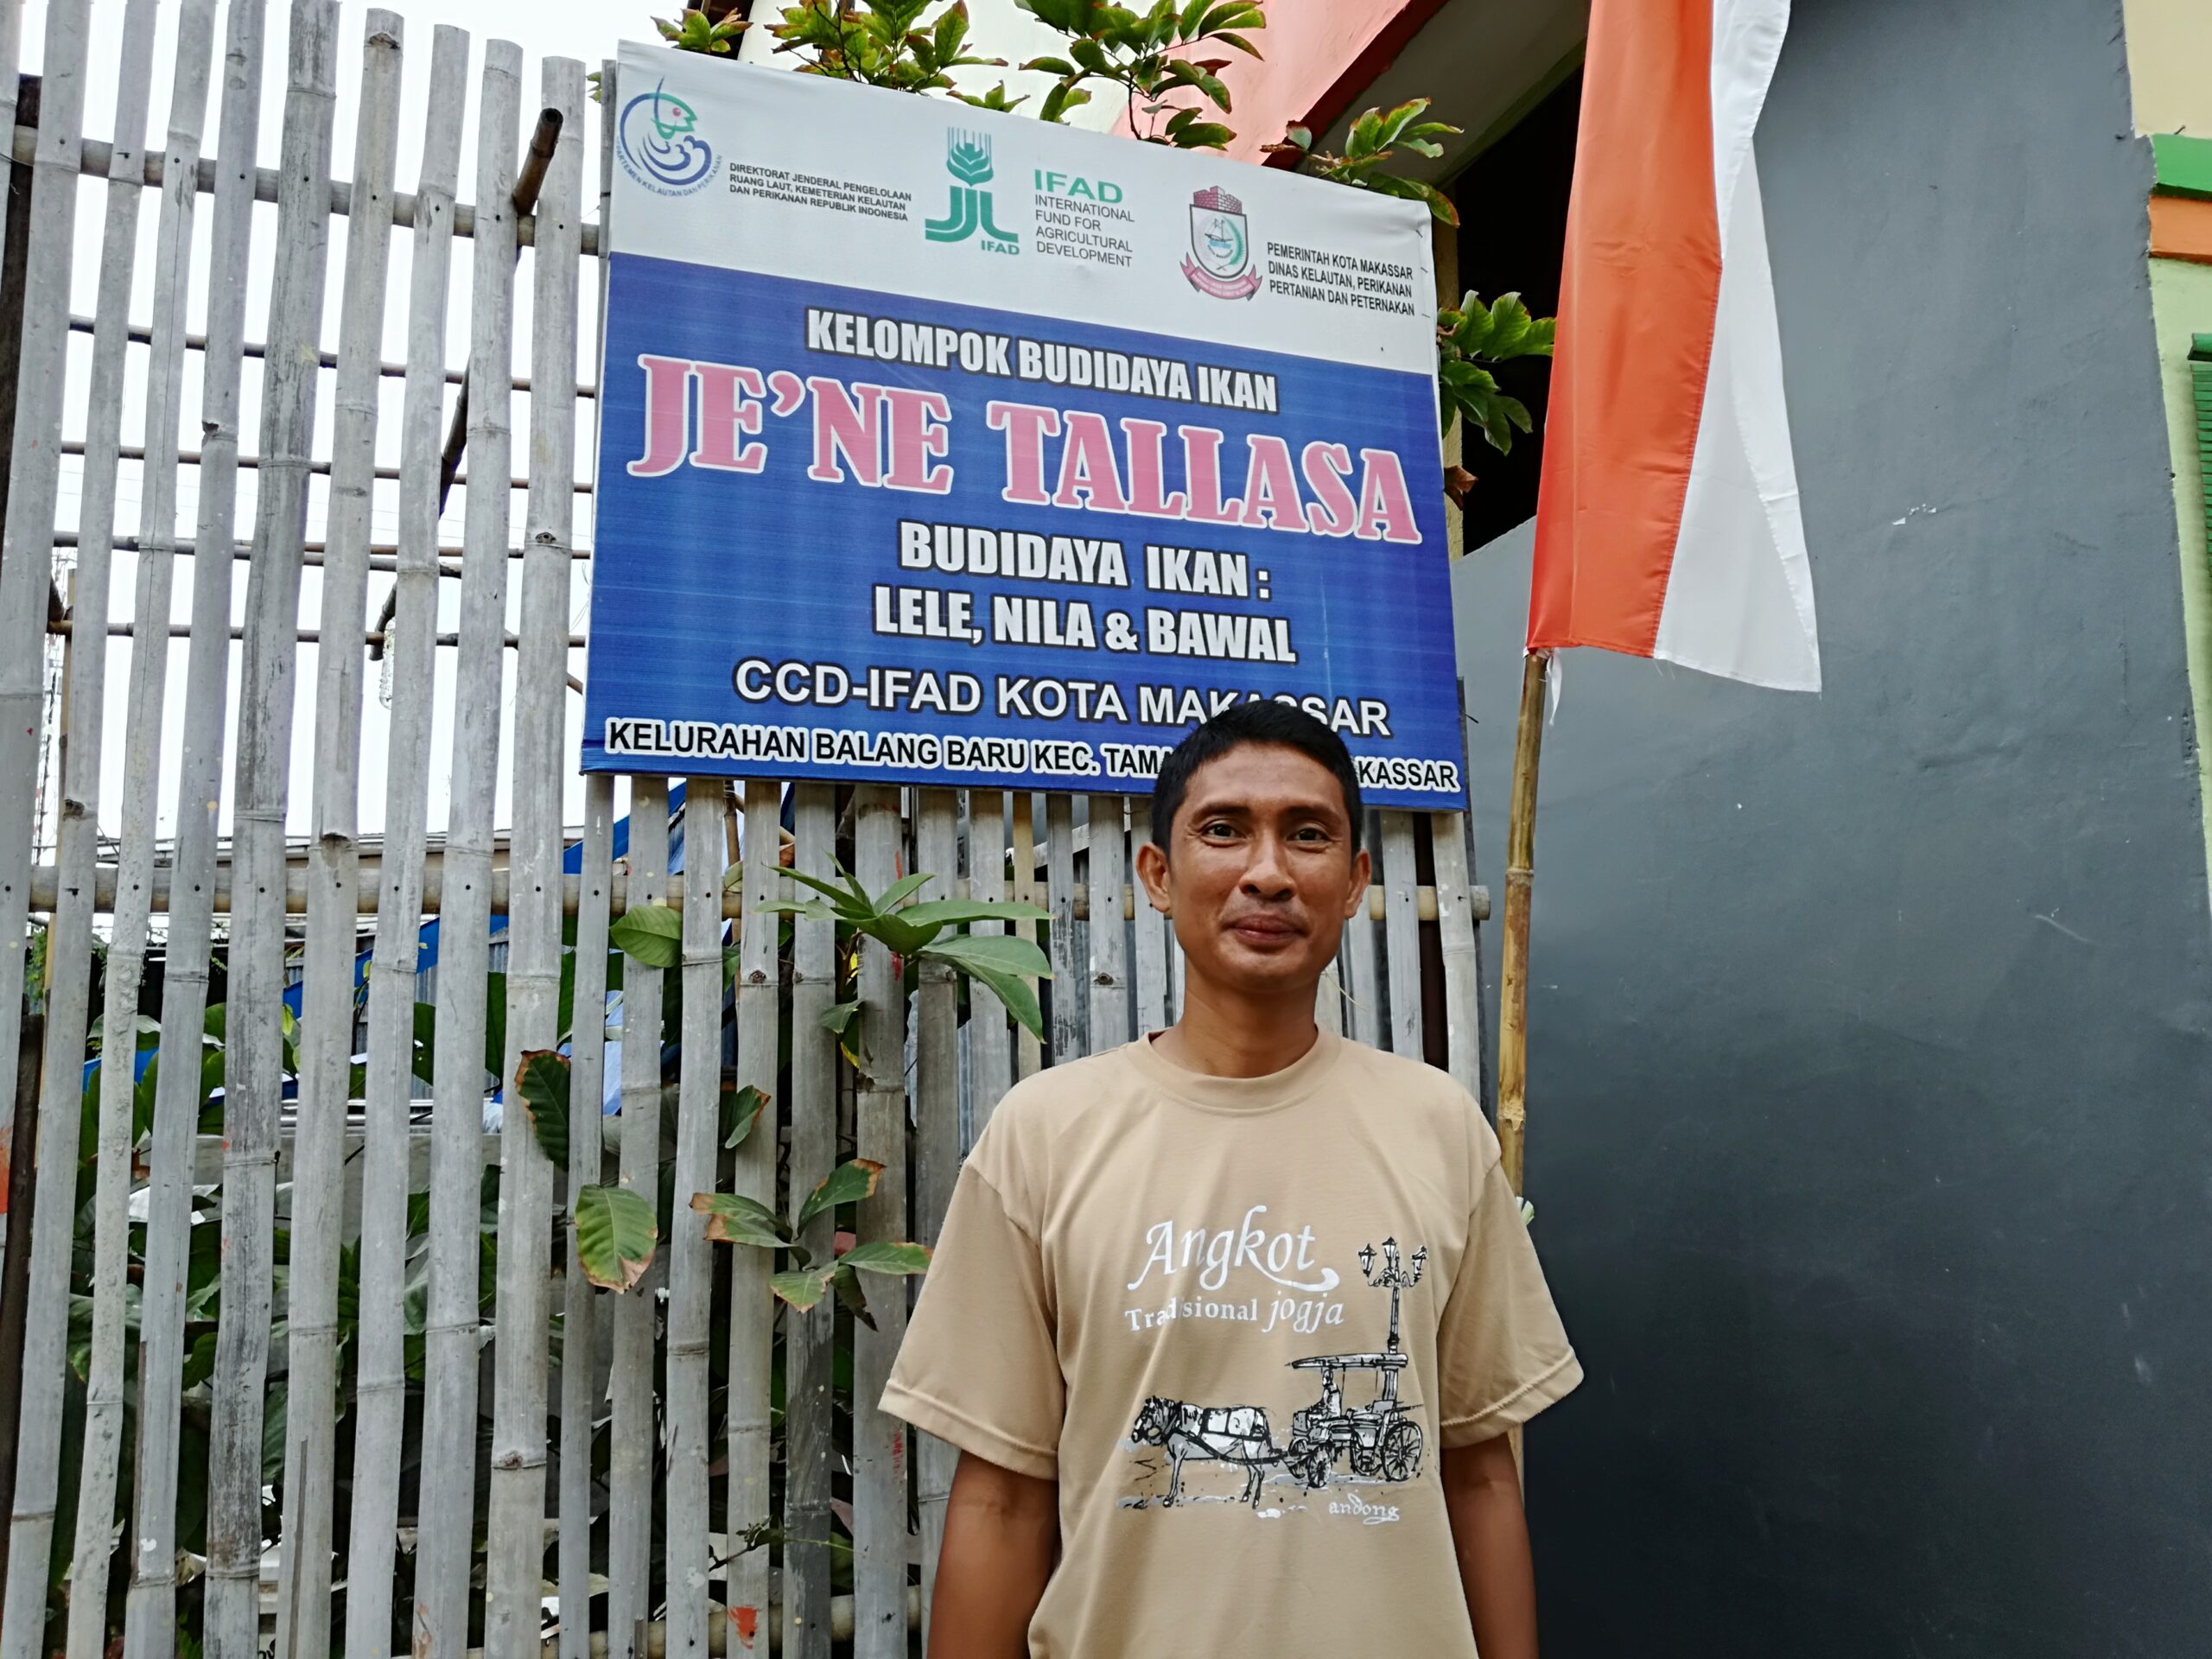 DIREKTORAT JENDERAL PENGELOLAAN
RUANG LAUT, KEMETERIAN KELAUTAN
DAN PERIKANAN REPUBLIK INDONESIA
IFAD
IFAD
INTERNATIONAL
FUND FOR
AGRICULTURAL
DEVELOPMENT
PEMERINTAH KOTA MAKASSAR
DINAS KELAUTAN, PERIKANAN
PERTANIAN DAN PETERNAKAN
KELOMPOK BUDIDAYA IKAN
JE'NE TALLASA
BUDIDAYA IKAN :
LELE, NILA & BAWAL
CCD-IFAD KOTA MAKASSAR
KELURAHAN BALANG BARU KEC. TAMA KASSAR
Angkot
Tradisional jogja
andong